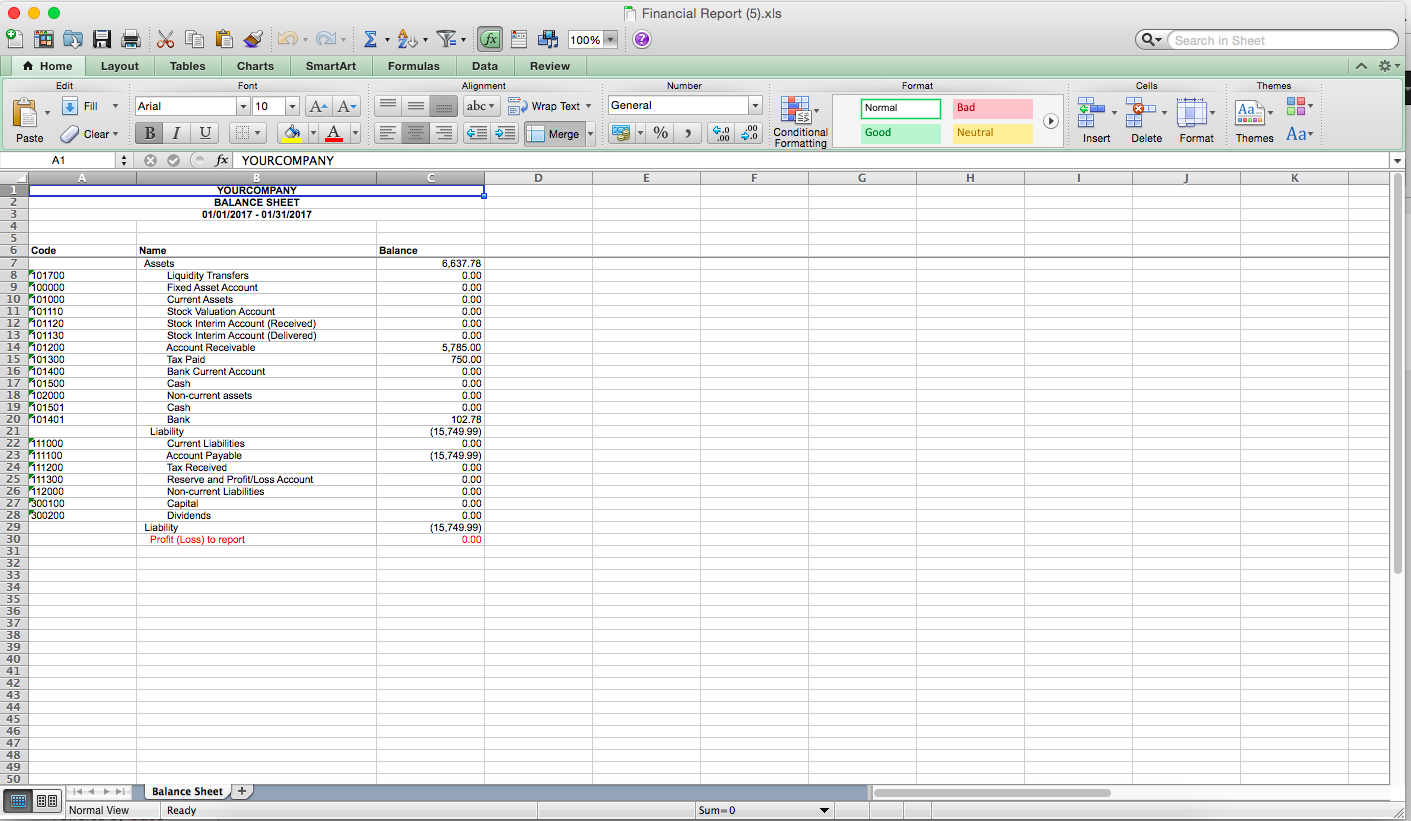 Financial Report (5).xls
100%
Search in Sheet
Home Layout Tables Charts SmartArt Formulas Data Review
Edit Font Alignment Number Format Cells Themes
Paste Fill Arial 10 A A abc Wrap Text General Conditional Formatting Normal Bad Insert Delete Format Themes
Clear B I U A Merge % Good Neutral Aa
A1 fx YOURCOMPANY
A B C D E F G H I J K
1 YOURCOMPANY
2 BALANCE SHEET
3 01/01/2017 - 01/31/2017
4
5
6 Code Name Balance
7 Assets 6,637.78
8 101700 Liquidity Transfers 0.00
9 100000 Fixed Asset Account 0.00
10 101000 Current Assets 0.00
11 101110 Stock Valuation Account 0.00
12 101120 Stock Interim Account (Received) 0.00
13 101130 Stock Interim Account (Delivered) 0.00
14 101200 Account Receivable 5,785.00
15 101300 Tax Paid 750.00
16 101400 Bank Current Account 0.00
17 101500 Cash 0.00
18 102000 Non-current assets 0.00
19 101501 Cash 0.00
20 101401 Bank 102.78
21 Liability (15,749.99)
22 111000 Current Liabilities 0.00
23 111100 Account Payable (15,749.99)
24 111200 Tax Received 0.00
25 111300 Reserve and Profit/Loss Account 0.00
26 112000 Non-current Liabilities 0.00
27 300100 Capital 0.00
28 300200 Dividends 0.00
29 Liability (15,749.99)
30 Profit (Loss) to report 0.00
31
32
33
34
35
36
37
38
39
40
41
42
43
44
45
46
47
48
49
50
Balance Sheet
Normal View Ready Sum=0